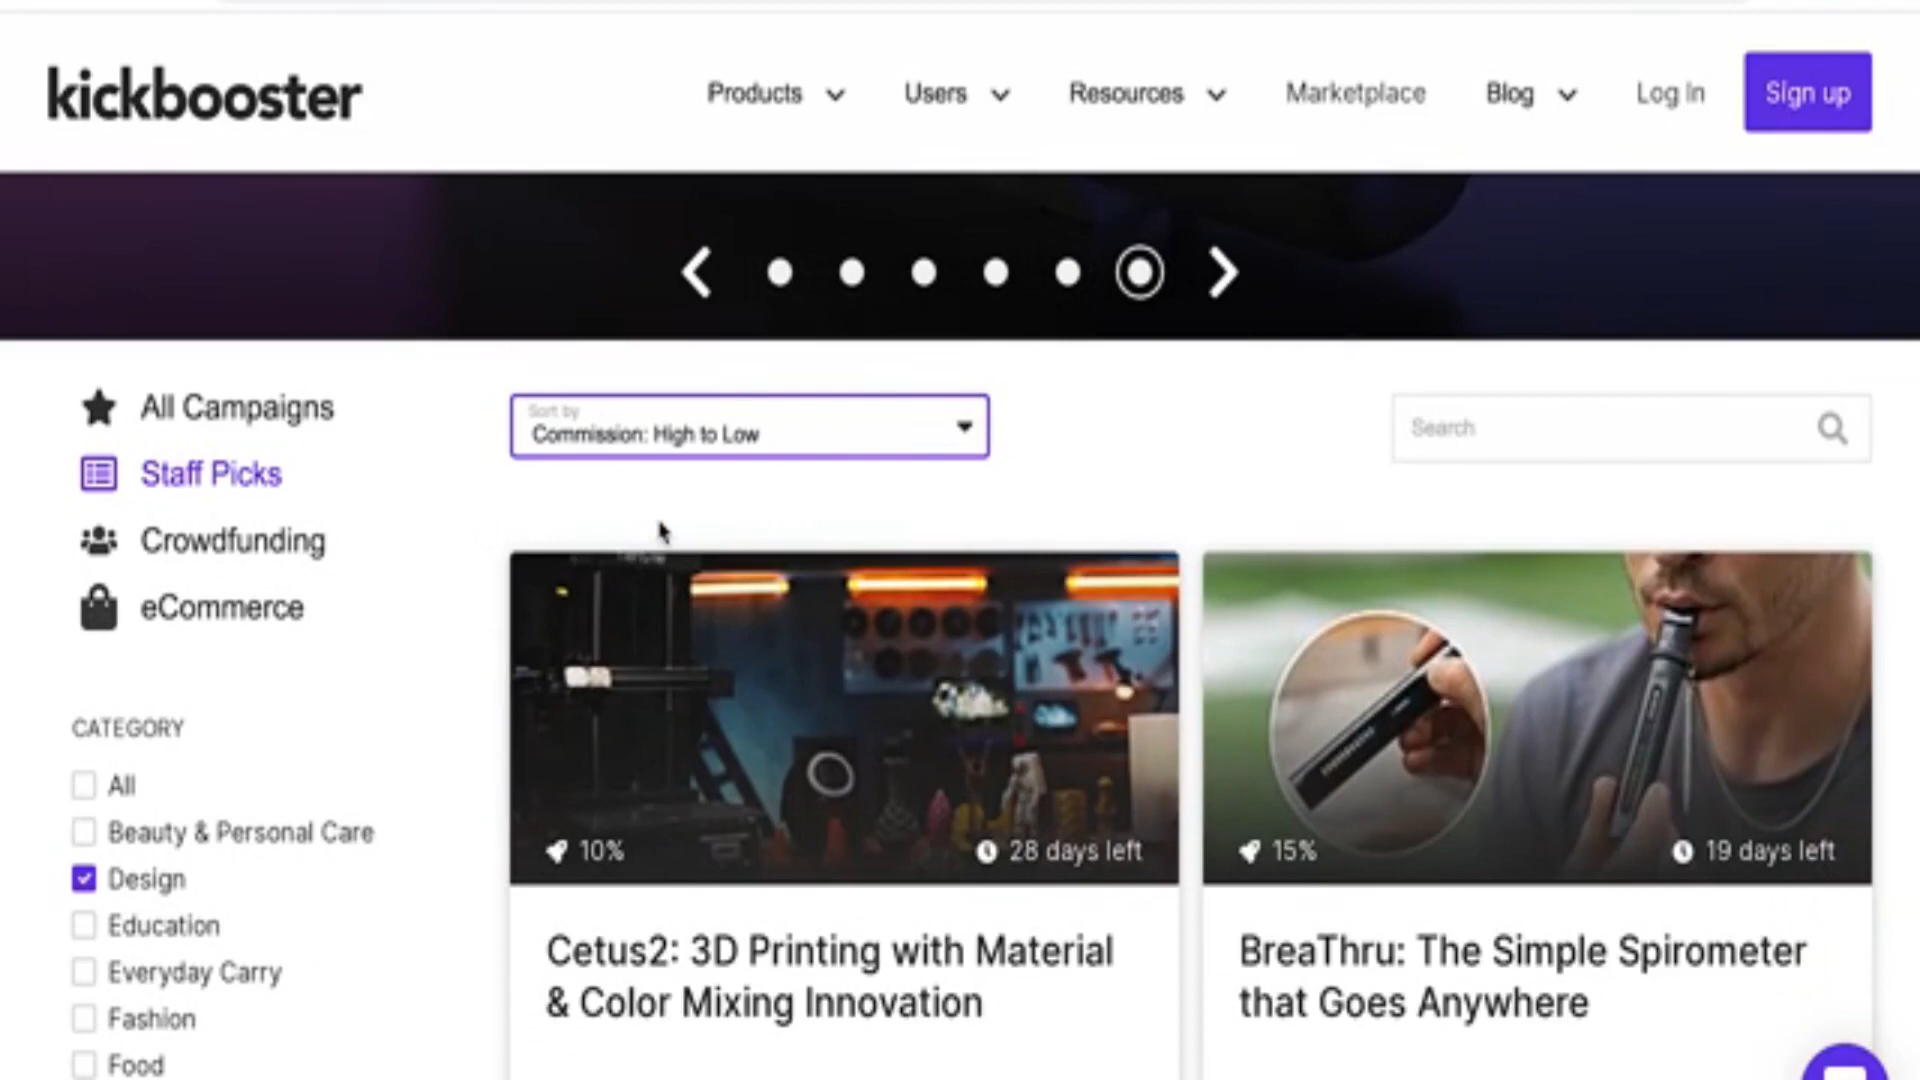 kickbooster
Products
Users
Resources
Marketplace
Blog
Log In
Sign up
All Campaigns
Staff Picks
Crowdfunding
eCommerce
Sort by
Commission: High to Low
Search
CATEGORY
All
Beauty & Personal Care
Design
Education
Everyday Carry
Fashion
Food
10%
28 days left
Cetus2: 3D Printing with Material
& Color Mixing Innovation
15%
19 days left
BreaThru: The Simple Spirometer
that Goes Anywhere